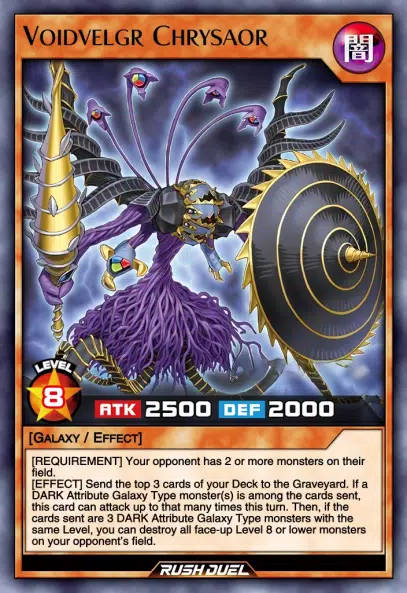 Voidvelgr Chrysaor
闇
LEVEL
8
ATK 2500 DEF 2000
[Galaxy / Effect]
[REQUIREMENT] Your opponent has 2 or more monsters on their
field.
[EFFECT] Send the top 3 cards of your Deck to the Graveyard. If a
DARK Attribute Galaxy Type monster(s) is among the cards sent,
this card can attack up to that many times this turn. Then, if the
cards sent are 3 DARK Attribute Galaxy Type monsters with the
same Level, you can destroy all face-up Level 8 or lower monsters
on your opponent's field.
RUSH DUEL